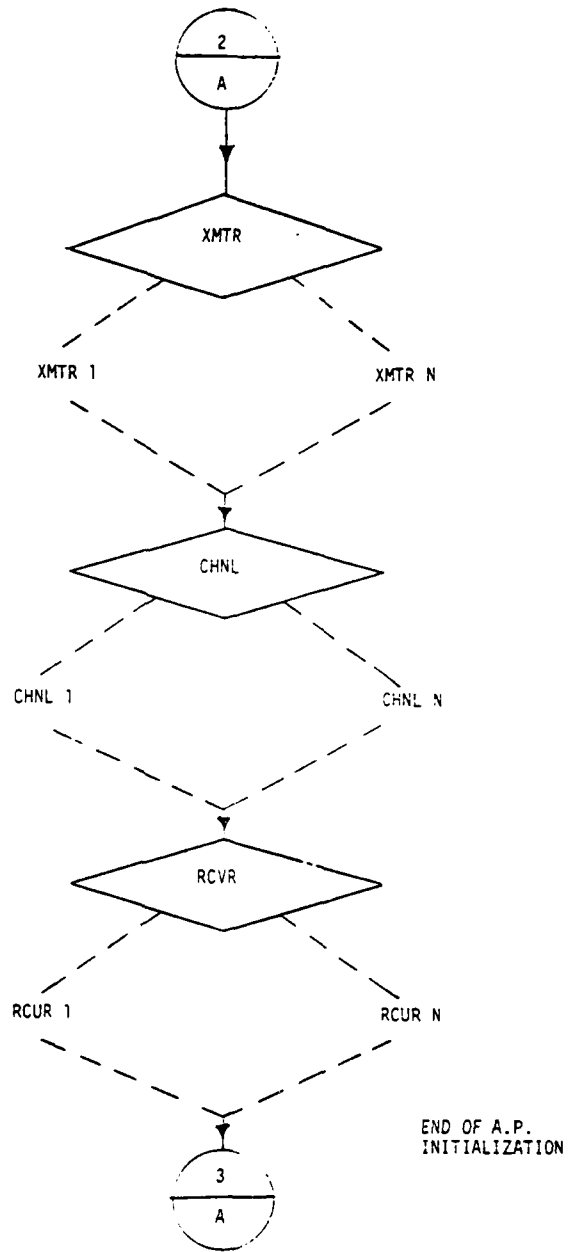 2
A
XMTR
XMTR 1
XMTR N
CHNL
CHNL 1
CHNL N
RCVR
RCUR 1
RCUR N
END OF A.P.
INITIALIZATION
3
A